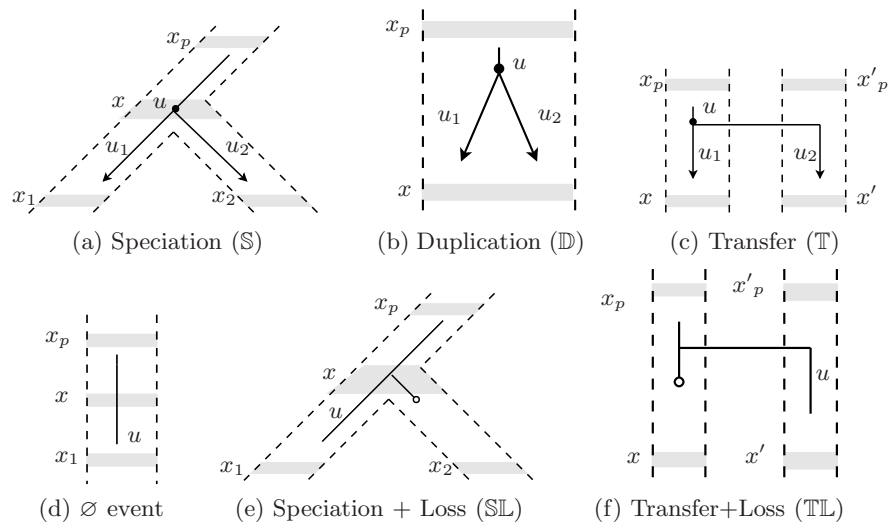 x_p
x
u
u_1
u_2
x_1
x_2
(a) Speciation (𝕊)
x_p
u
u_1
u_2
x
(b) Duplication (𝔻)
x_p
x'_p
u
u_1
u_2
x
x'
(c) Transfer (𝕋)
x_p
x
u
x_1
(d) ∅ event
x_p
x
u
x_1
x_2
(e) Speciation + Loss (𝕊𝕃)
x_p
x'_p
u
x
x'
(f) Transfer+Loss (𝕋𝕃)